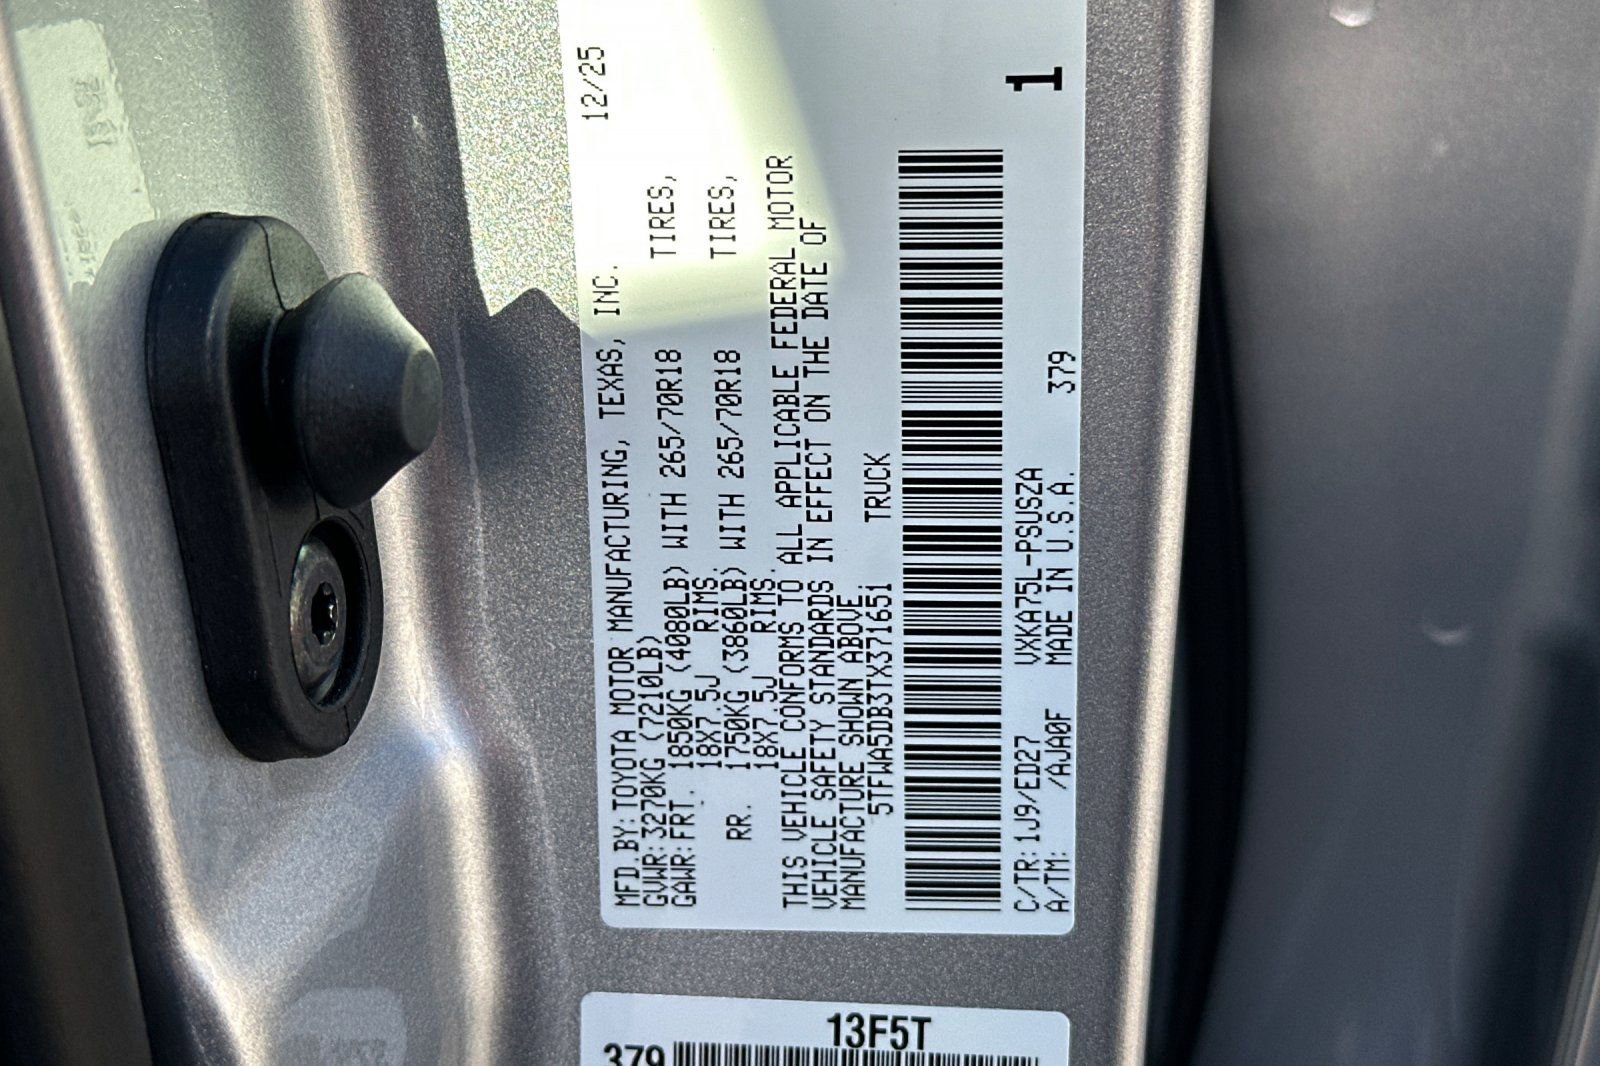 MFD.BY:TOYOTA MOTOR MANUFACTURING, TEXAS, INC. 12/25
GVWR:3270KG (7210LB)
GAWR:FRT. 1850KG (4080LB) WITH 265/70R18 TIRES,
18X7.5J RIMS.
RR. 1750KG (3860LB) WITH 265/70R18 TIRES,
18X7.5J RIMS.
THIS VEHICLE CONFORMS TO ALL APPLICABLE FEDERAL MOTOR
VEHICLE SAFETY STANDARDS IN EFFECT ON THE DATE OF
MANUFACTURE SHOWN ABOVE.
5TFWA5DB3TX371651 TRUCK
C/TR:1J9/ED27 VXKA75L-PSUSZA
A/TM: /AJA0F MADE IN U.S.A. 379
1
13F5T
379